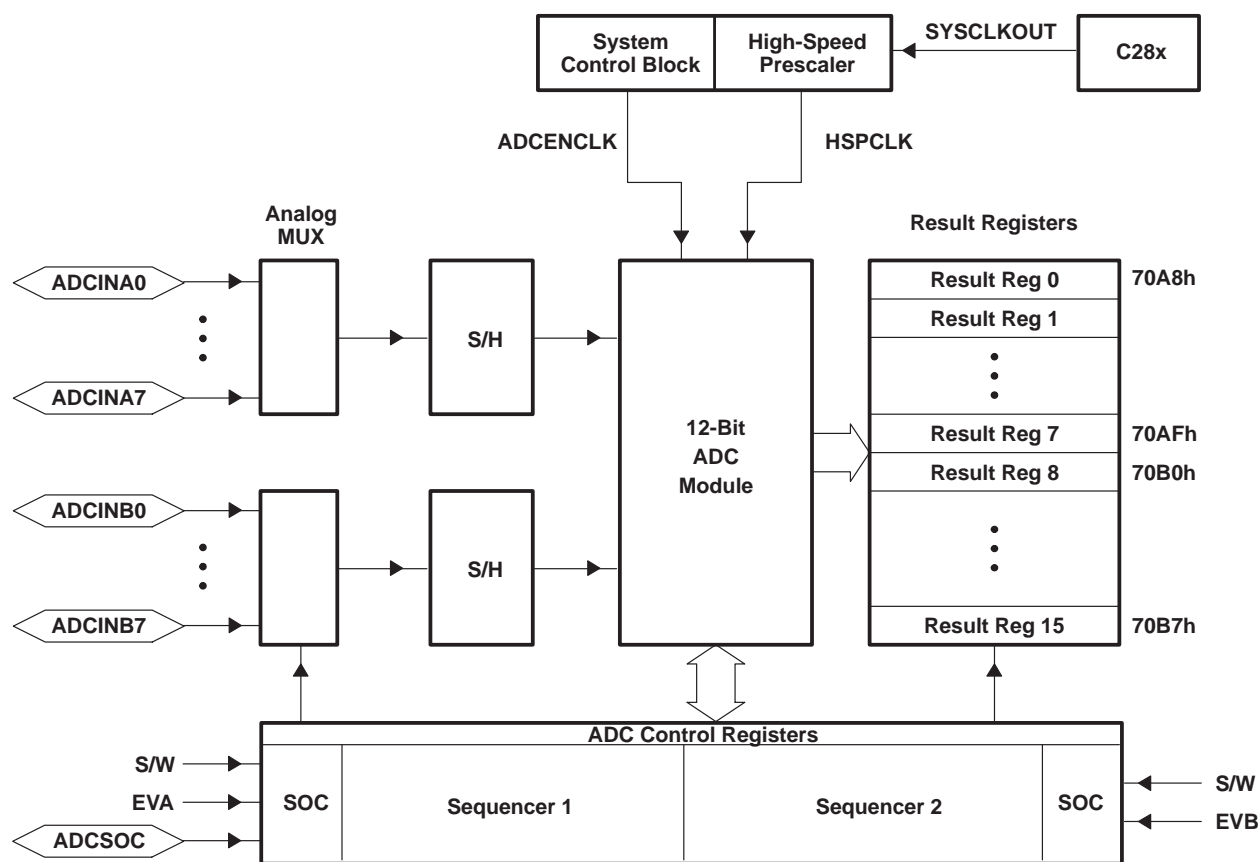 System
Control Block
High-Speed
Prescaler
SYSCLKOUT
C28x
ADCENCLK
HSPCLK
Analog
MUX
Result Registers
ADCINA0
ADCINA7
S/H
ADCINB0
ADCINB7
S/H
12-Bit
ADC
Module
Result Reg 0
70A8h
Result Reg 1
Result Reg 7
70AFh
Result Reg 8
70B0h
Result Reg 15
70B7h
ADC Control Registers
S/W
EVA
ADCSOC
SOC
Sequencer 1
Sequencer 2
SOC
S/W
EVB